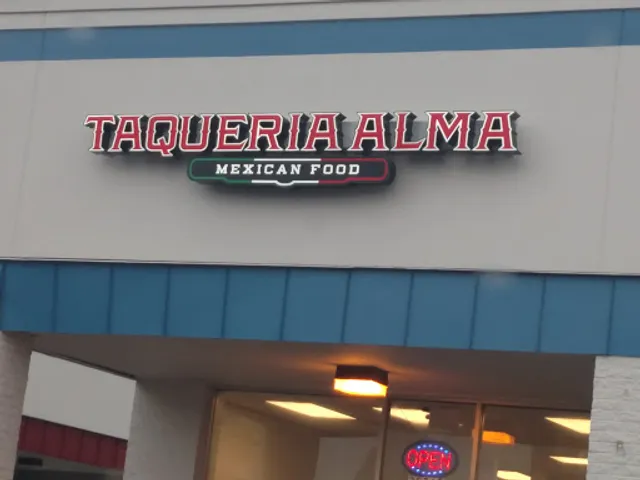 TAQUERIA ALMA
MEXICAN FOOD
OPEN